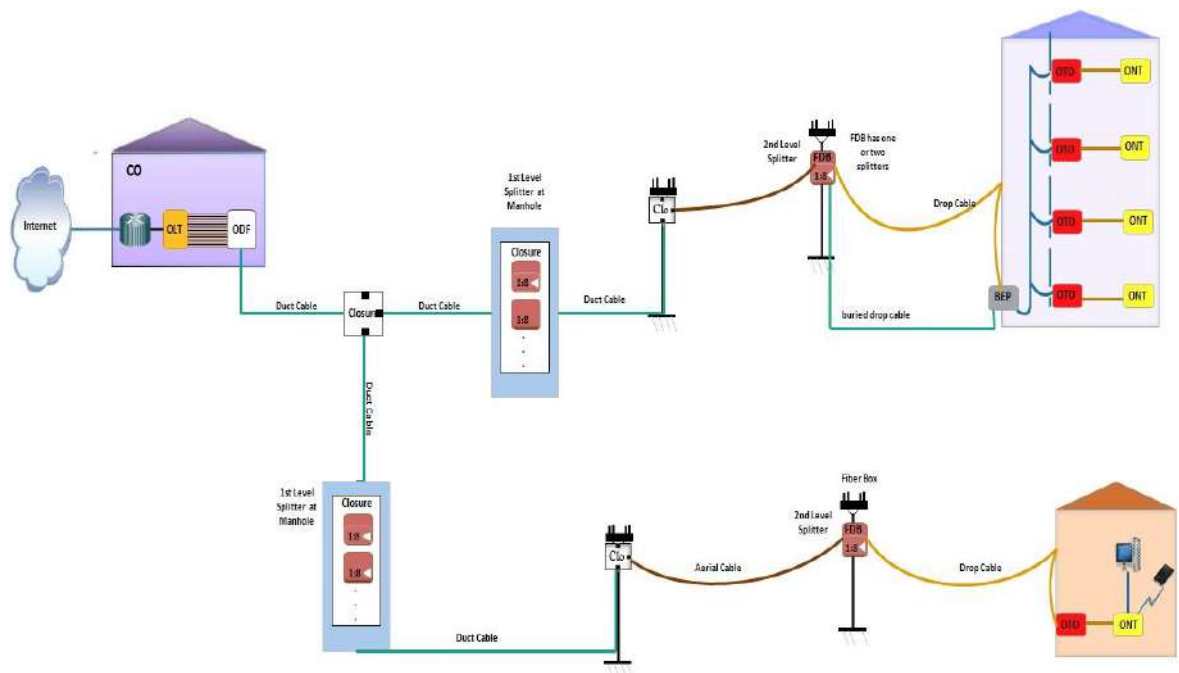 CO
Internet
OLT
ODF
Duct Cable
Closure
Duct Cable
Duct Cable
1st Level
Splitter at
Manhole
Closure
1:8
1:8
Duct Cable
Clo
2nd Level
Splitter
FDB
1:8
FDB has one
or two
splitters
Drop Cable
buried drop cable
BEP
OTO
ONT
OTO
ONT
OTO
ONT
OTO
ONT
1st Level
Splitter at
Manhole
Closure
1:8
1:8
Duct Cable
Clo
Aerial Cable
Fiber Box
2nd Level
Splitter
FDB
1:8
Drop Cable
OTO
ONT